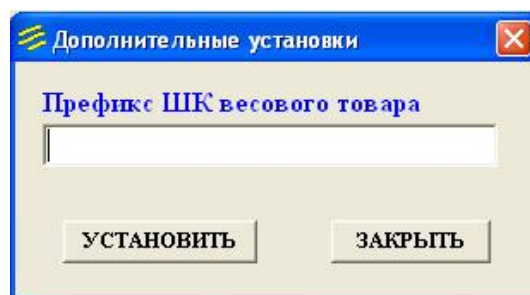 Дополнительные установки
Префикс ШК весового товара
УСТАНОВИТЬ ЗАКРЫТЬ